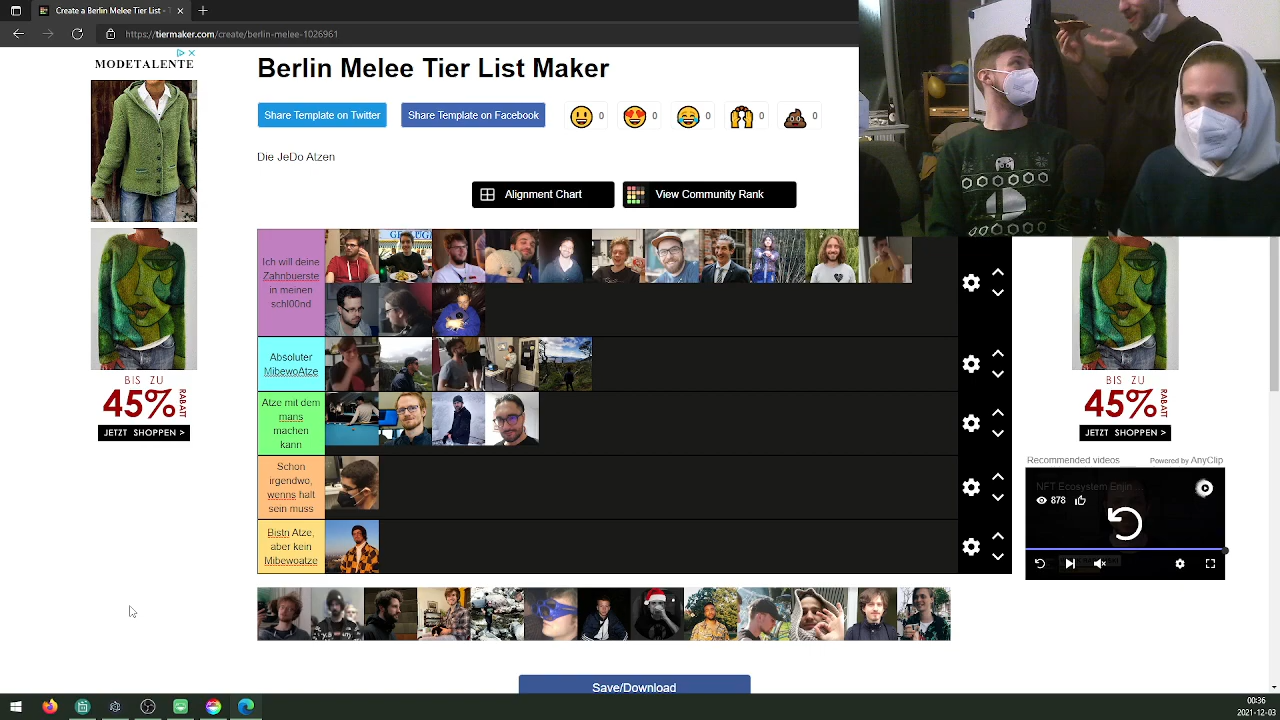 Create a Berlin Melee Tier List - T
https://tiermaker.com/create/berlin-melee-1026961
MODETALENTE
BIS ZU
45%
RABATT
JETZT SHOPPEN >
Berlin Melee Tier List Maker
Share Template on Twitter
Share Template on Facebook
0
0
0
0
0
Die JeDo Atzen
Alignment Chart
View Community Rank
Ich will deine
Zahnbuerste
in meinen
schl00nd
Absoluter
MibewoAtze
Atze mit dem
mans
machen
kann
Schon
irgendwo,
wenns halt
sein muss
Bistn Atze,
aber kein
Mibewoatze
Save/Download
BIS ZU
45%
RABATT
JETZT SHOPPEN >
Recommended videos
Powered by AnyClip
NFT Ecosystem Enjin ...
878
00:36
2021-12-03